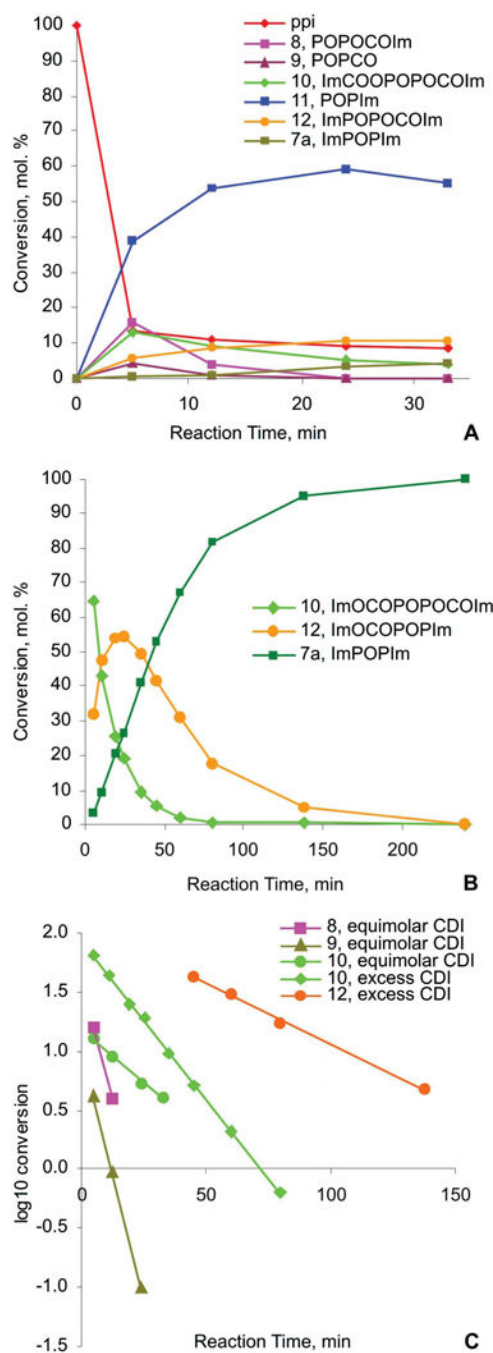 ppi
8, POPOCOIm
9, POPCO
10, ImCOOPOPOCOIm
11, POPIm
12, ImPOPOCOIm
7a, ImPOPIm
100
90
80
70
60
50
40
30
20
10
0
Conversion, mol. %
0 10 20 30
Reaction Time, min
A
100
90
80
70
60
50
40
30
20
10
0
Conversion, mol. %
10, ImOCOPOPOCOIm
12, ImOCOPOPIm
7a, ImPOPIm
0 50 100 150 200
Reaction Time, min
B
8, equimolar CDI
9, equimolar CDI
10, equimolar CDI
10, excess CDI
12, excess CDI
2.0
1.5
1.0
0.5
0.0
-0.5
-1.0
-1.5
log10 conversion
0 50 100 150
Reaction Time, min
C